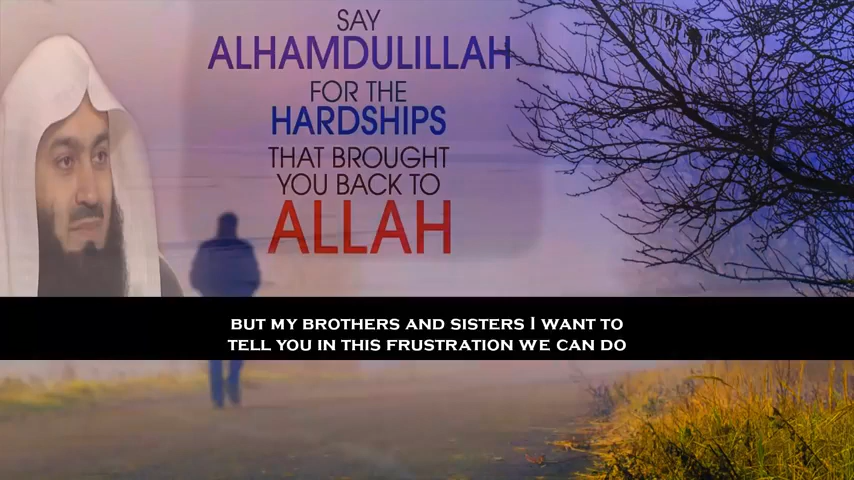 SAY
ALHAMDULILLAH
FOR THE
HARDSHIPS
THAT BROUGHT
YOU BACK TO
ALLAH
BUT MY BROTHERS AND SISTERS I WANT TO
TELL YOU IN THIS FRUSTRATION WE CAN DO